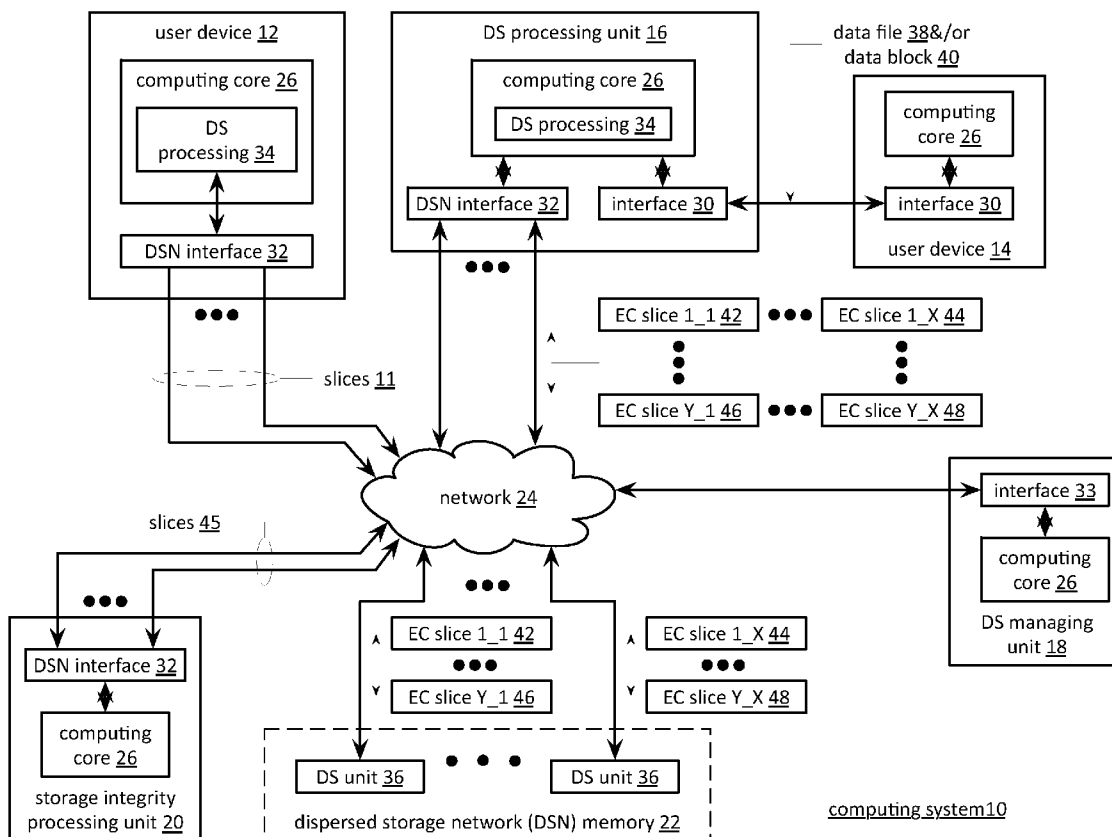 user device 12
computing core 26
DS
processing 34
DSN interface 32
DS processing unit 16
computing core 26
DS processing 34
DSN interface 32
interface 30
data file 38&/or
data block 40
computing
core 26
interface 30
user device 14
slices 11
EC slice 1_1 42
EC slice 1_X 44
EC slice Y_1 46
EC slice Y_X 48
network 24
interface 33
computing
core 26
DS managing
unit 18
slices 45
DSN interface 32
computing
core 26
storage integrity
processing unit 20
EC slice 1_1 42
EC slice Y_1 46
EC slice 1_X 44
EC slice Y_X 48
DS unit 36
DS unit 36
dispersed storage network (DSN) memory 22
computing system10